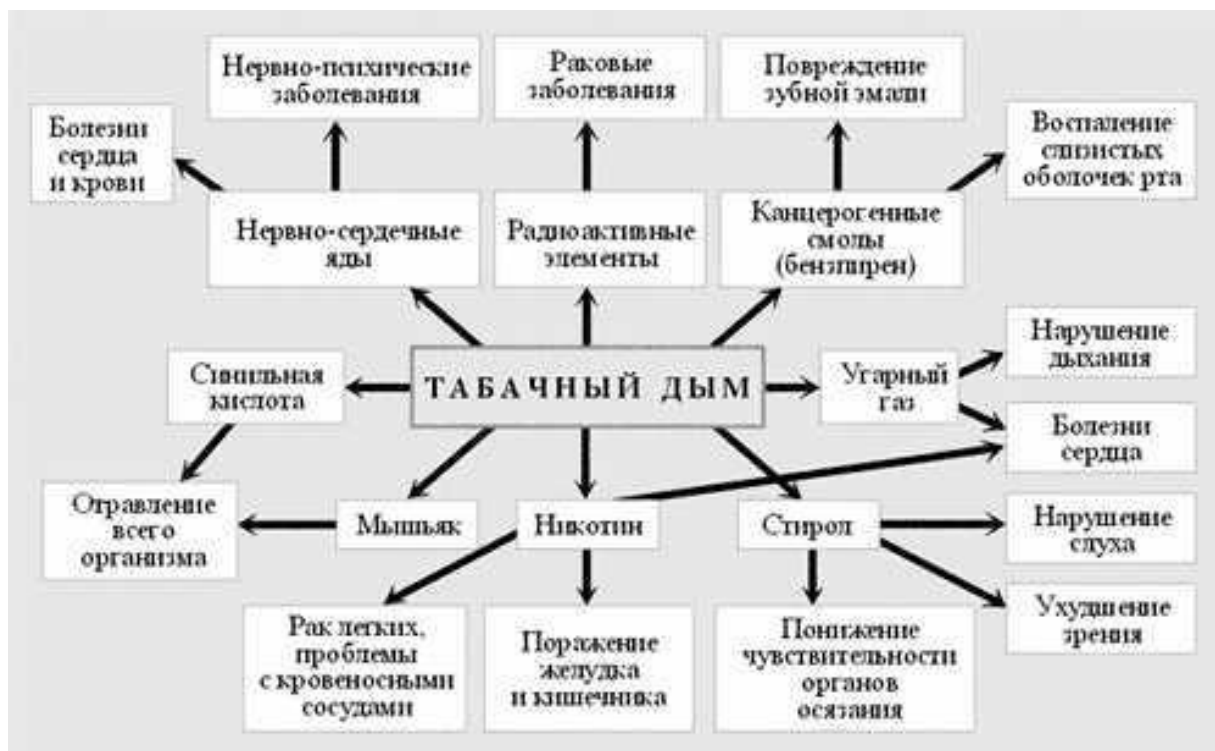 Нервно-психические
заболевания
Раковые
заболевания
Повреждение
зубной эмали
Болезни
сердца
и крови
Воспаление
слизистых
оболочек рта
Нервно-сердечные
яды
Радиоактивные
элементы
Канцерогенные
смолы
(бензпирен)
Синильная
кислота
ТАБАЧНЫЙ ДЫМ
Угарный
газ
Нарушение
дыхания
Болезни
сердца
Отравление
всего
организма
Мышьяк
Никотин
Стирол
Нарушение
слуха
Рак легких,
проблемы
с кровеносными
сосудами
Поражение
желудка
и кишечника
Понижение
чувствительности
органов
осязания
Ухудшение
зрения